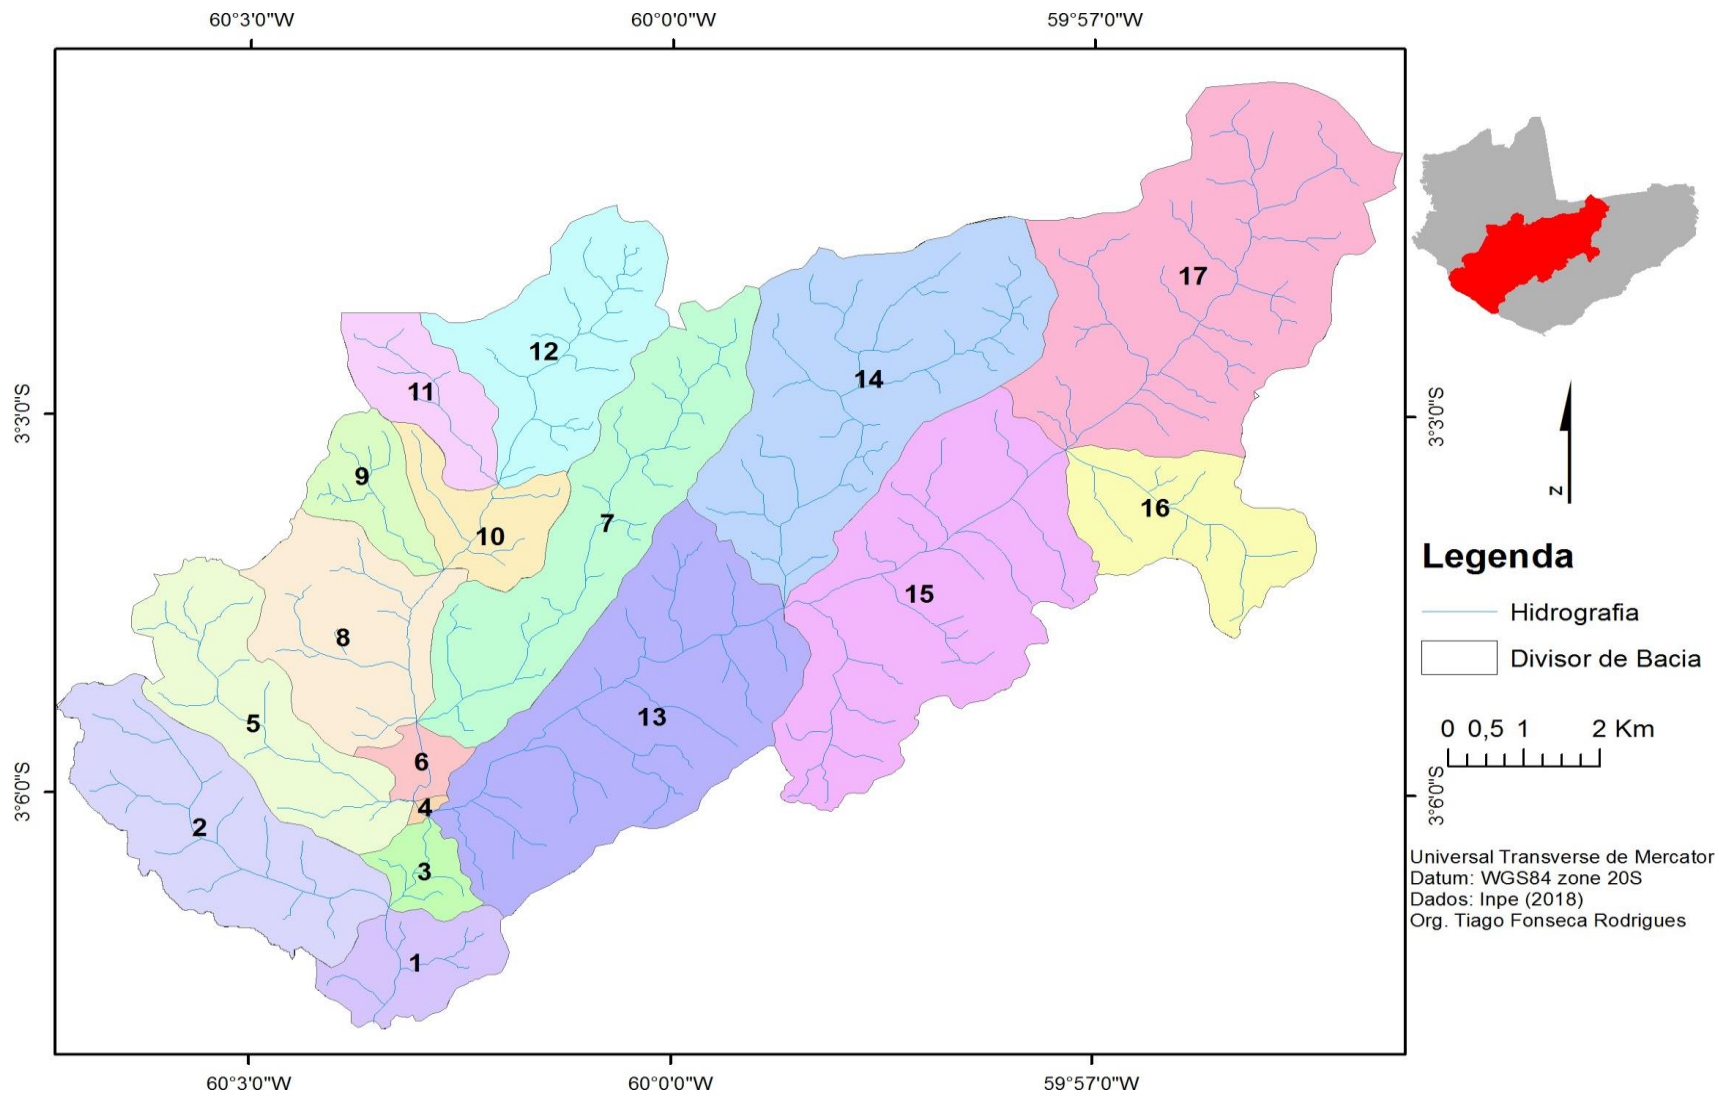 60°3'0"W 60°0'0"W 59°57'0"W
17
12
14
11
3°3'0"S 3°3'0"S
9
16
7
10
z
Legenda
15
Hidrografia
8
Divisor de Bacia
13
5
0 0,5 1 2 Km
6
3°6'0"S 3°6'0"S
4
2
3
Universal Transverse de Mercator
Datum: WGS84 zone 20S
Dados: Inpe (2018)
Org. Tiago Fonseca Rodrigues
1
60°3'0"W 60°0'0"W 59°57'0"W